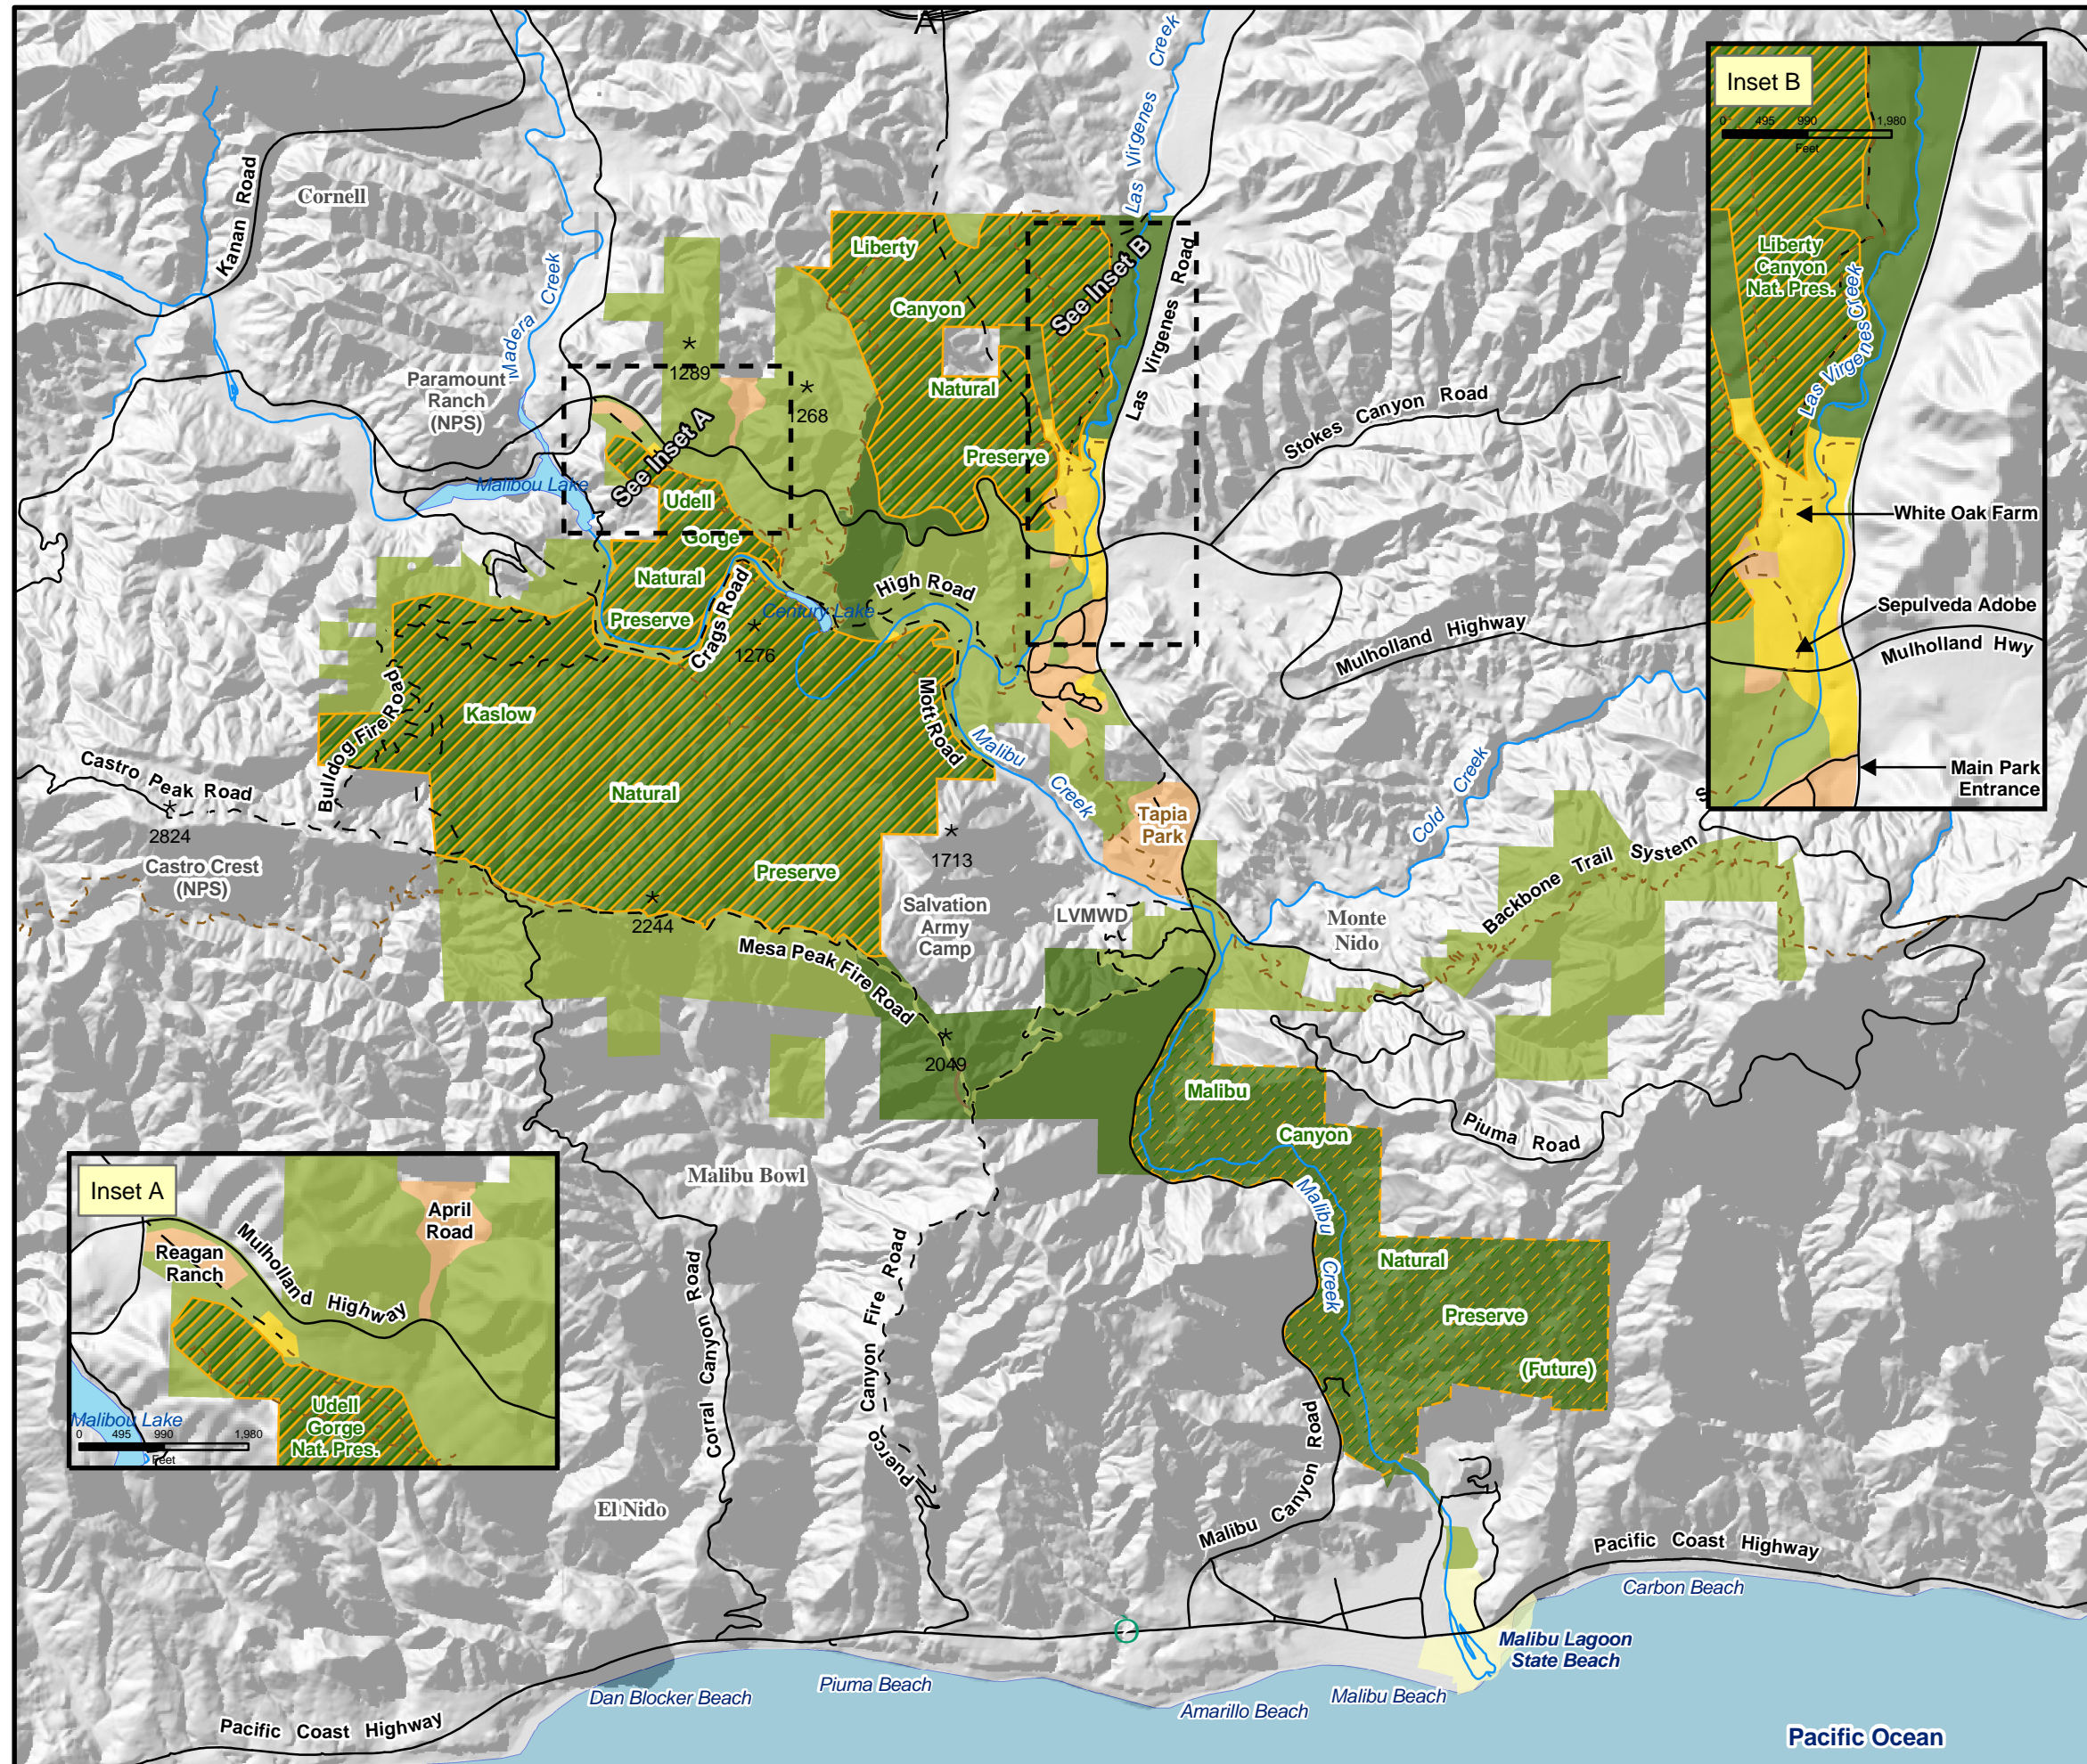 A
Las Virgenes Creek
Inset B
0 495 990 1,980
Feet
Cornell
Kanan Road
Madera Creek
Liberty
Canyon
Natural
Preserve
See Inset B
Las Virgenes Road
Liberty
Canyon
Nat. Pres.
Las Virgenes Creek
1289
1268
Paramount
Ranch
(NPS)
See Inset A
Stokes Canyon Road
Malibou Lake
Udell
Gorge
Natural
Preserve
White Oak Farm
Crags Road
Century Lake
High Road
1276
Sepulveda Adobe
Mulholland Highway
Mulholland Hwy
Bulldog Fire Road
Kaslow
Natural
Preserve
Mott Road
Malibu
Creek
Cold Creek
Main Park
Entrance
Castro Peak Road
2824
Castro Crest
(NPS)
Tapia
Park
1713
S
Backbone Trail System
2244
Salvation
Army
Camp
LVMWD
Monte
Nido
Mesa Peak Fire Road
2049
Malibu
Canyon
Natural
Preserve
(Future)
Piuma Road
Malibu Bowl
Malibu
Creek
Inset A
April
Road
Reagan
Ranch
Mulholland Highway
Udell
Gorge
Nat. Pres.
Malibou Lake
0 495 990 1,980
Feet
Corral Canyon Road
Puerco Canyon Fire Road
Malibu Canyon Road
El Nido
Pacific Coast Highway
Carbon Beach
Malibu Lagoon
State Beach
Dan Blocker Beach
Piuma Beach
Amarillo Beach
Malibu Beach
Pacific Coast Highway
Pacific Ocean